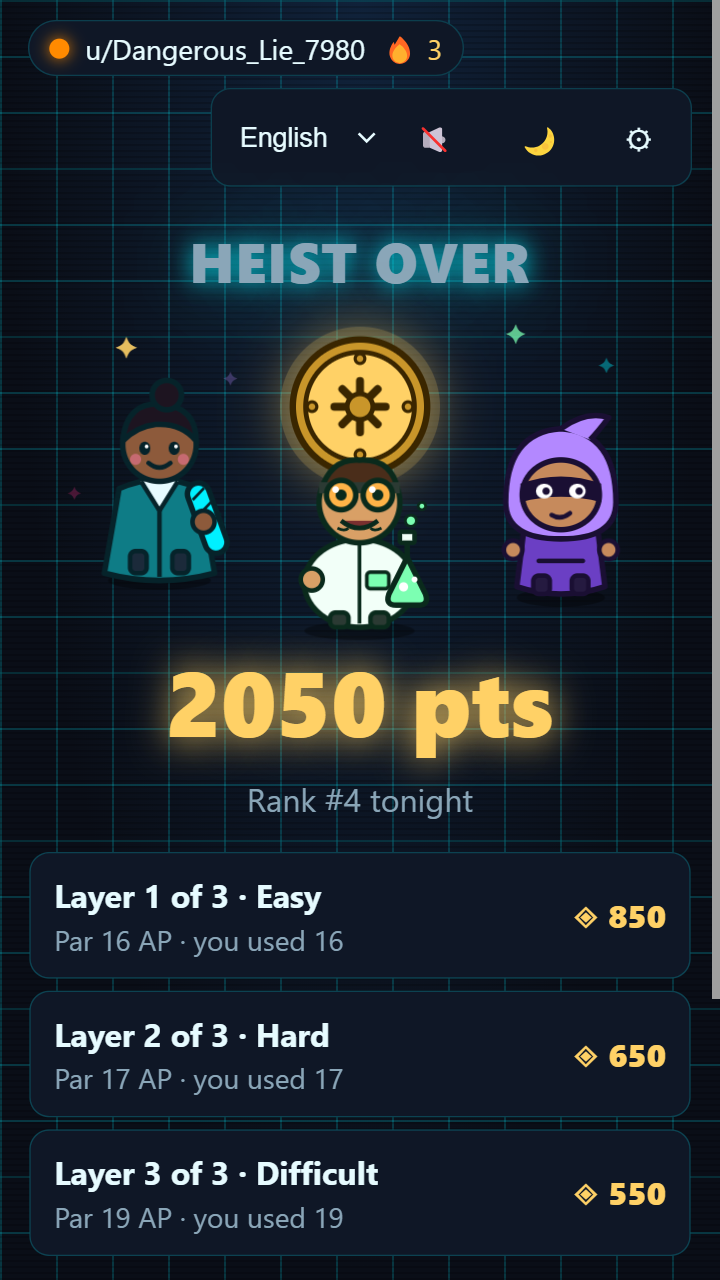 u/Dangerous_Lie_7980 🔥 3
English
HEIST OVER
2050 pts
Rank #4 tonight
Layer 1 of 3 · Easy
Par 16 AP · you used 16
850
Layer 2 of 3 · Hard
Par 17 AP · you used 17
650
Layer 3 of 3 · Difficult
Par 19 AP · you used 19
550